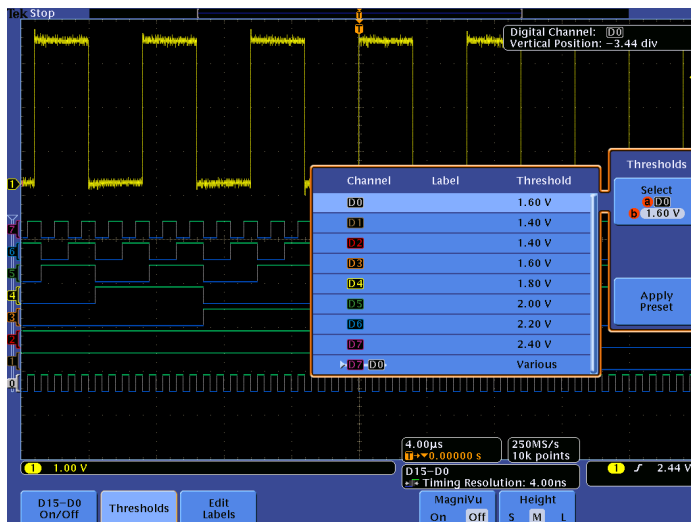 Tek Stop
T
Digital Channel: D0
Vertical Position: −3.44 div
Thresholds
Channel Label Threshold
D0 1.60 V
D1 1.40 V
D2 1.40 V
D3 1.60 V
D4 1.80 V
D5 2.00 V
D6 2.20 V
D7 2.40 V
D7-D0 Various
Select
a D0
b 1.60 V
Apply
Preset
1
7
6
5
4
3
2
1
0
4.00µs
T→▼0.00000 s
250MS/s
10k points
1 1.00 V
D15−D0
Timing Resolution: 4.00ns
1 2.44 V
D15−D0
On/Off
Thresholds
Edit
Labels
MagniVu
On Off
Height
S M L